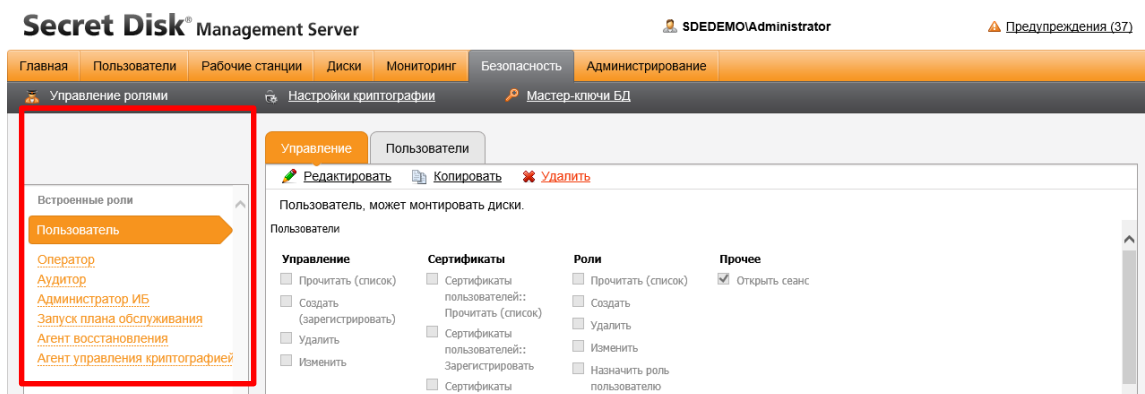 Secret Disk® Management Server
SDEDEMO\Administrator
Предупреждения (37)
Главная Пользователи Рабочие станции Диски Мониторинг Безопасность Администрирование
Управление ролями Настройки криптографии Мастер-ключи БД
Управление Пользователи
Редактировать Копировать Удалить
Встроенные роли
Пользователь
Оператор
Аудитор
Администратор ИБ
Запуск плана обслуживания
Агент восстановления
Агент управления криптографией
Пользователь, может монтировать диски.
Пользователи
Управление
Прочитать (список)
Создать
(зарегистрировать)
Удалить
Изменить
Сертификаты
Сертификаты
пользователей::
Прочитать (список)
Сертификаты
пользователей::
Зарегистрировать
Сертификаты
Роли
Прочитать (список)
Создать
Удалить
Изменить
Назначить роль
пользователю
Прочее
Открыть сеанс